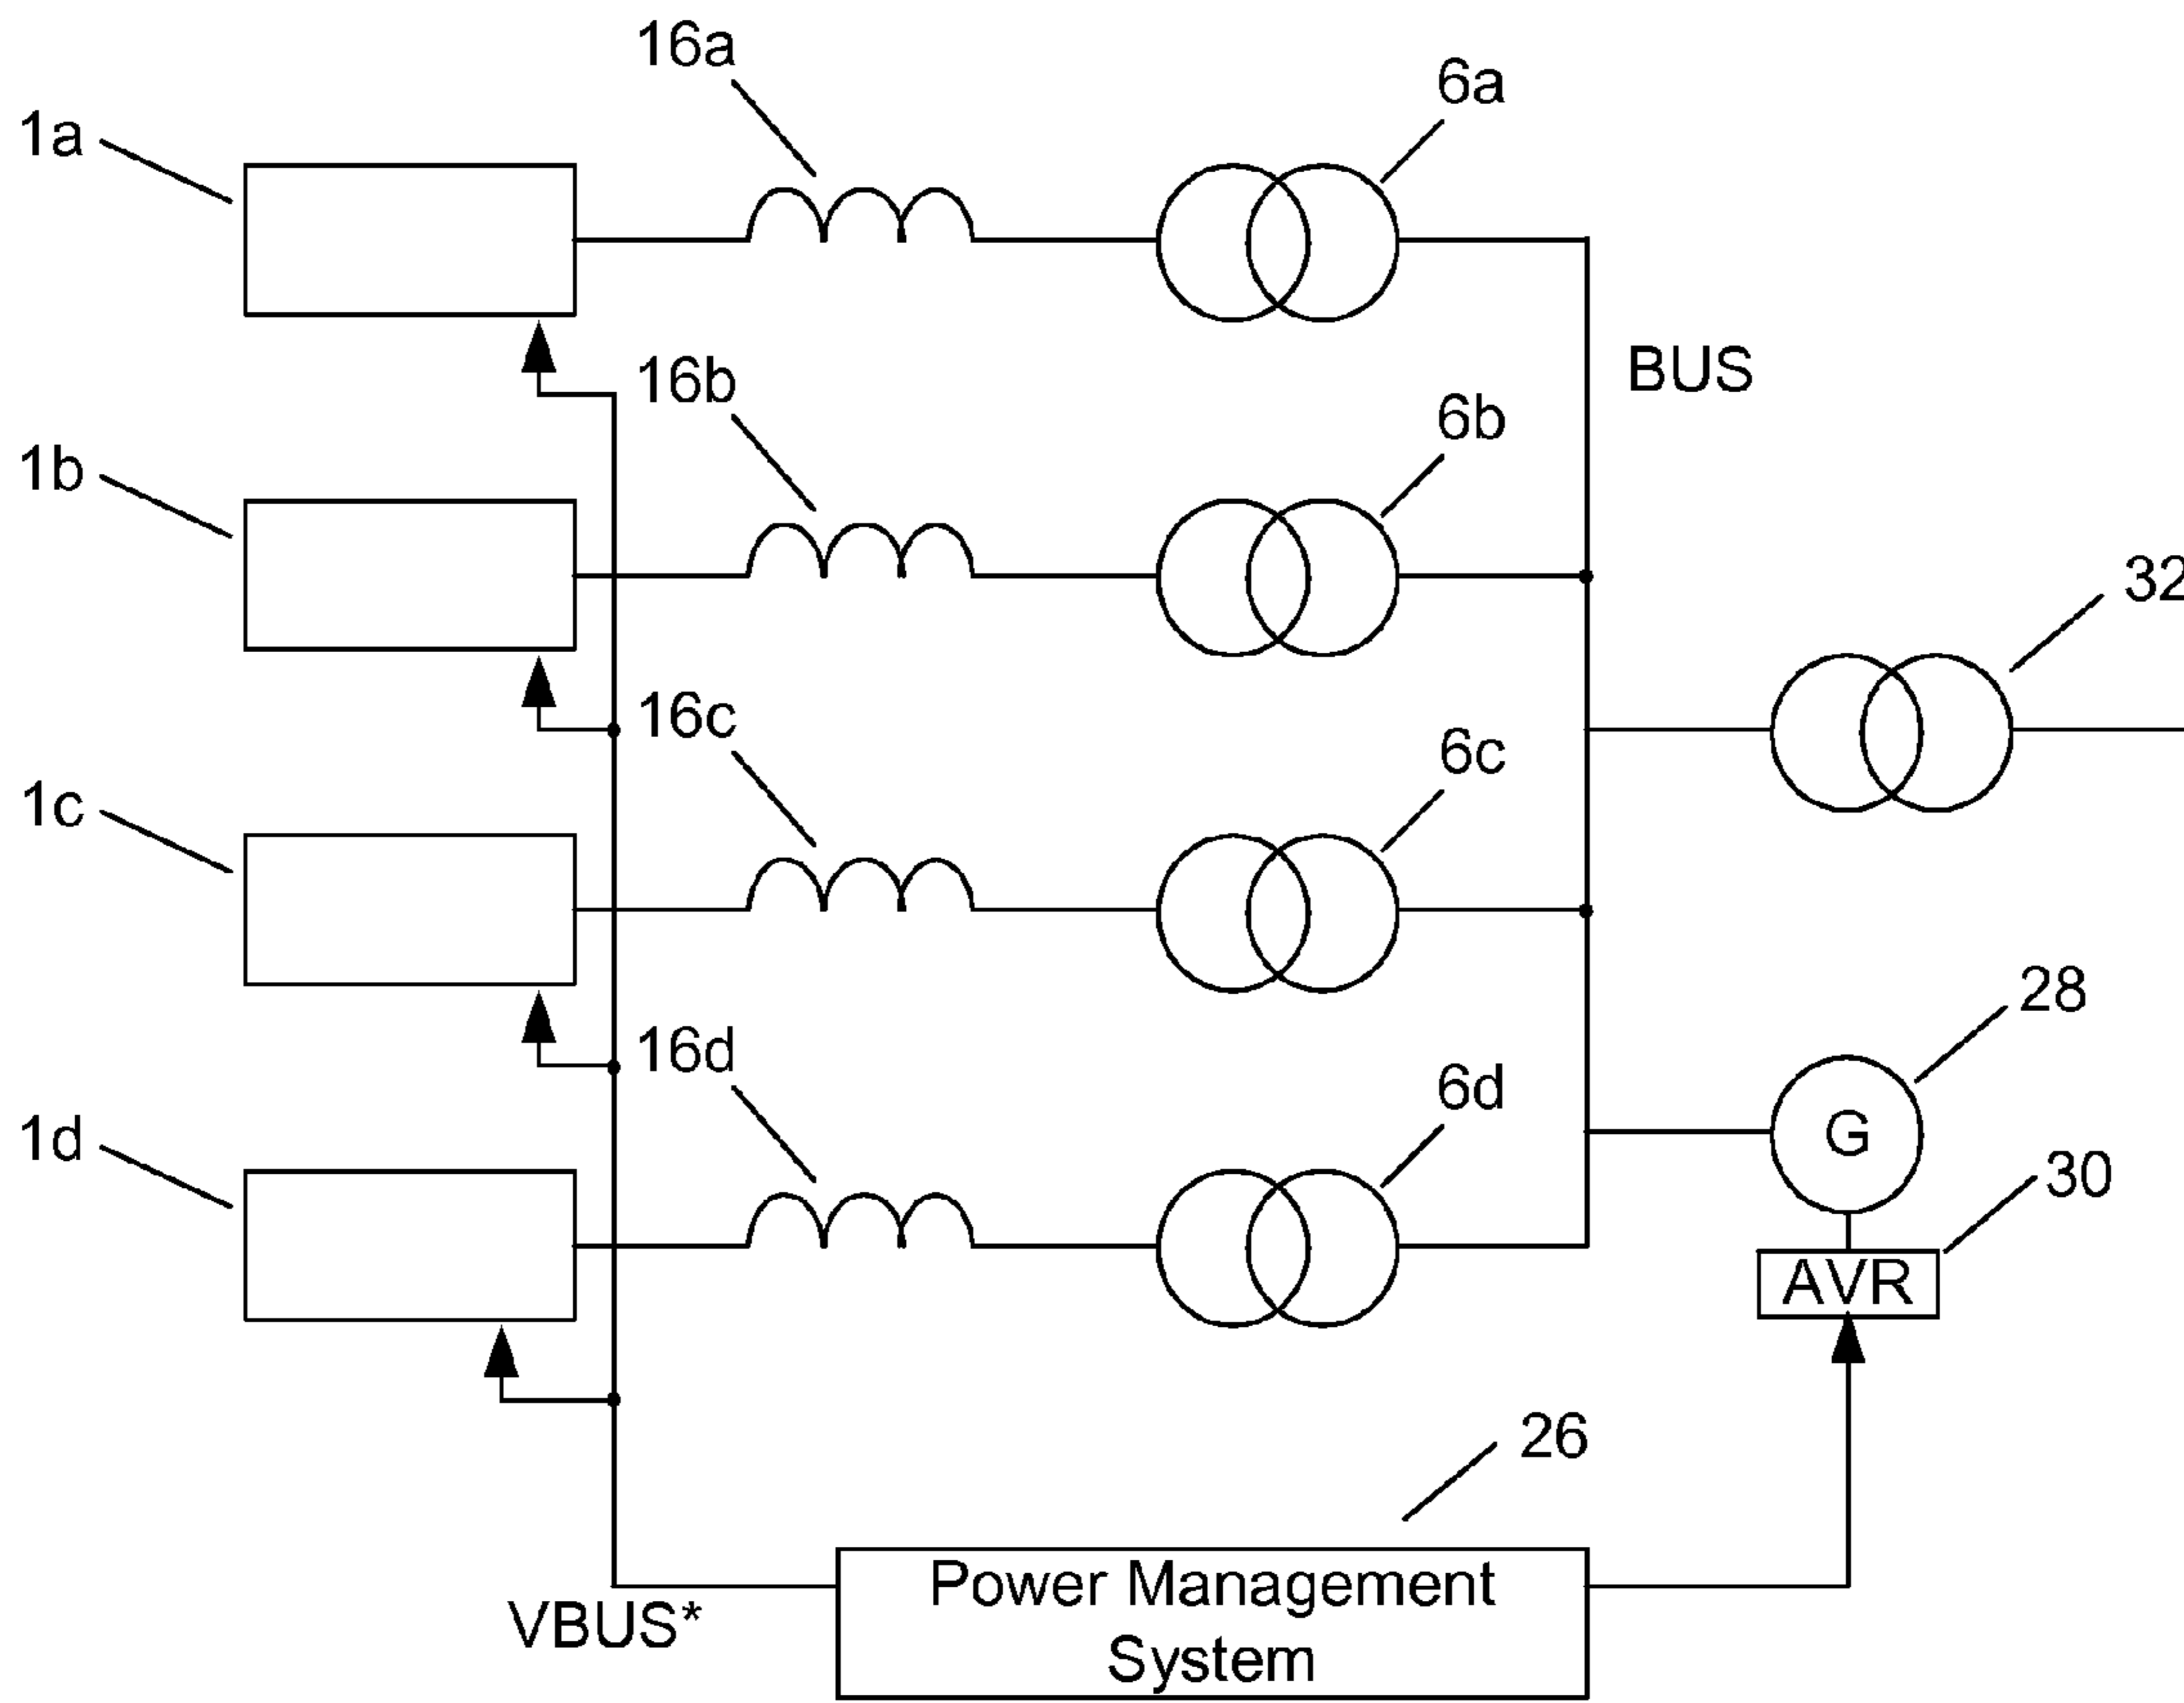 16a
6a
1a
BUS
16b
6b
1b
32
16c
6c
1c
28
16d
6d
G
1d
30
AVR
26
Power Management
System
VBUS*